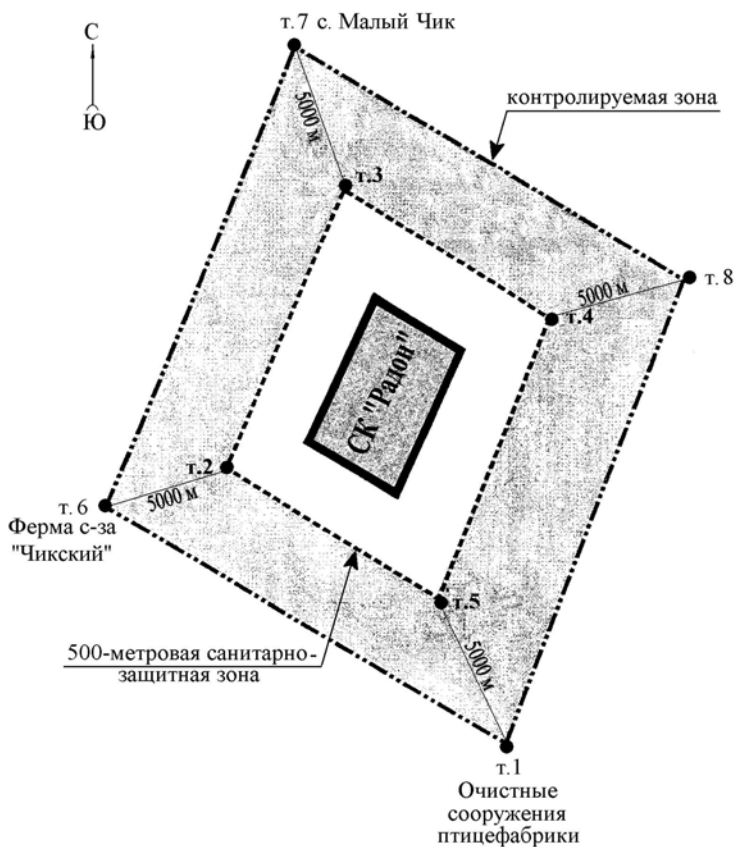 С
Ю
т. 7 с. Малый Чик
5000 м
контролируемая зона
т.3
т. 8
5000 м
т.4
СК "Радон"
т.2
5000 м
т. 6
Ферма с-за
"Чикский"
т.5
5000 м
500-метровая санитарно-
защитная зона
т.1
Очистные
сооружения
птицефабрики